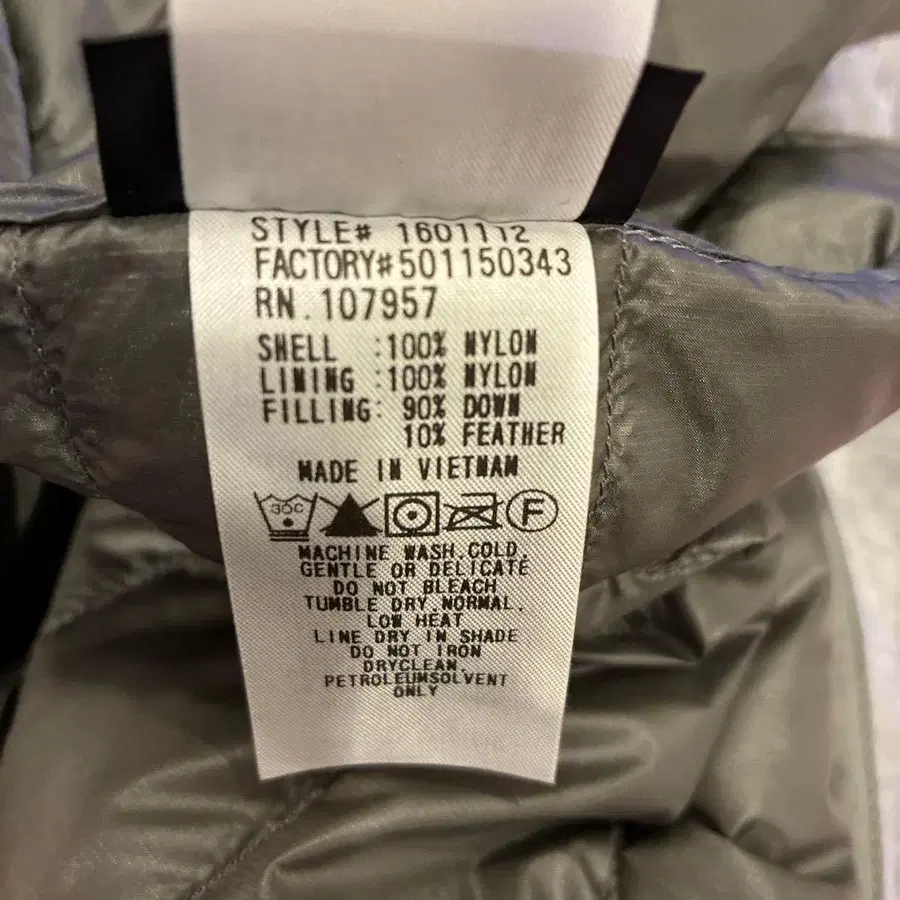 STYLE# 1601112
FACTORY#501150343
RN.107957
SHELL :100% NYLON
LINING :100% NYLON
FILLING: 90% DOWN
10% FEATHER
MADE IN VIETNAM
30C F
MACHINE WASH.COLD.
GENTLE OR DELICATE
DO NOT BLEACH
TUMBLE DRY.NORMAL.
LOW HEAT
LINE DRY IN SHADE
DO NOT IRON
DRYCLEAN.
PETROLEUMSOLVENT
ONLY